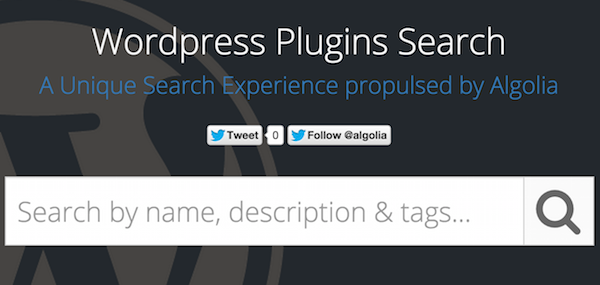 Wordpress Plugins Search
A Unique Search Experience propulsed by Algolia
Tweet 0 Follow @algolia
Search by name, description & tags...